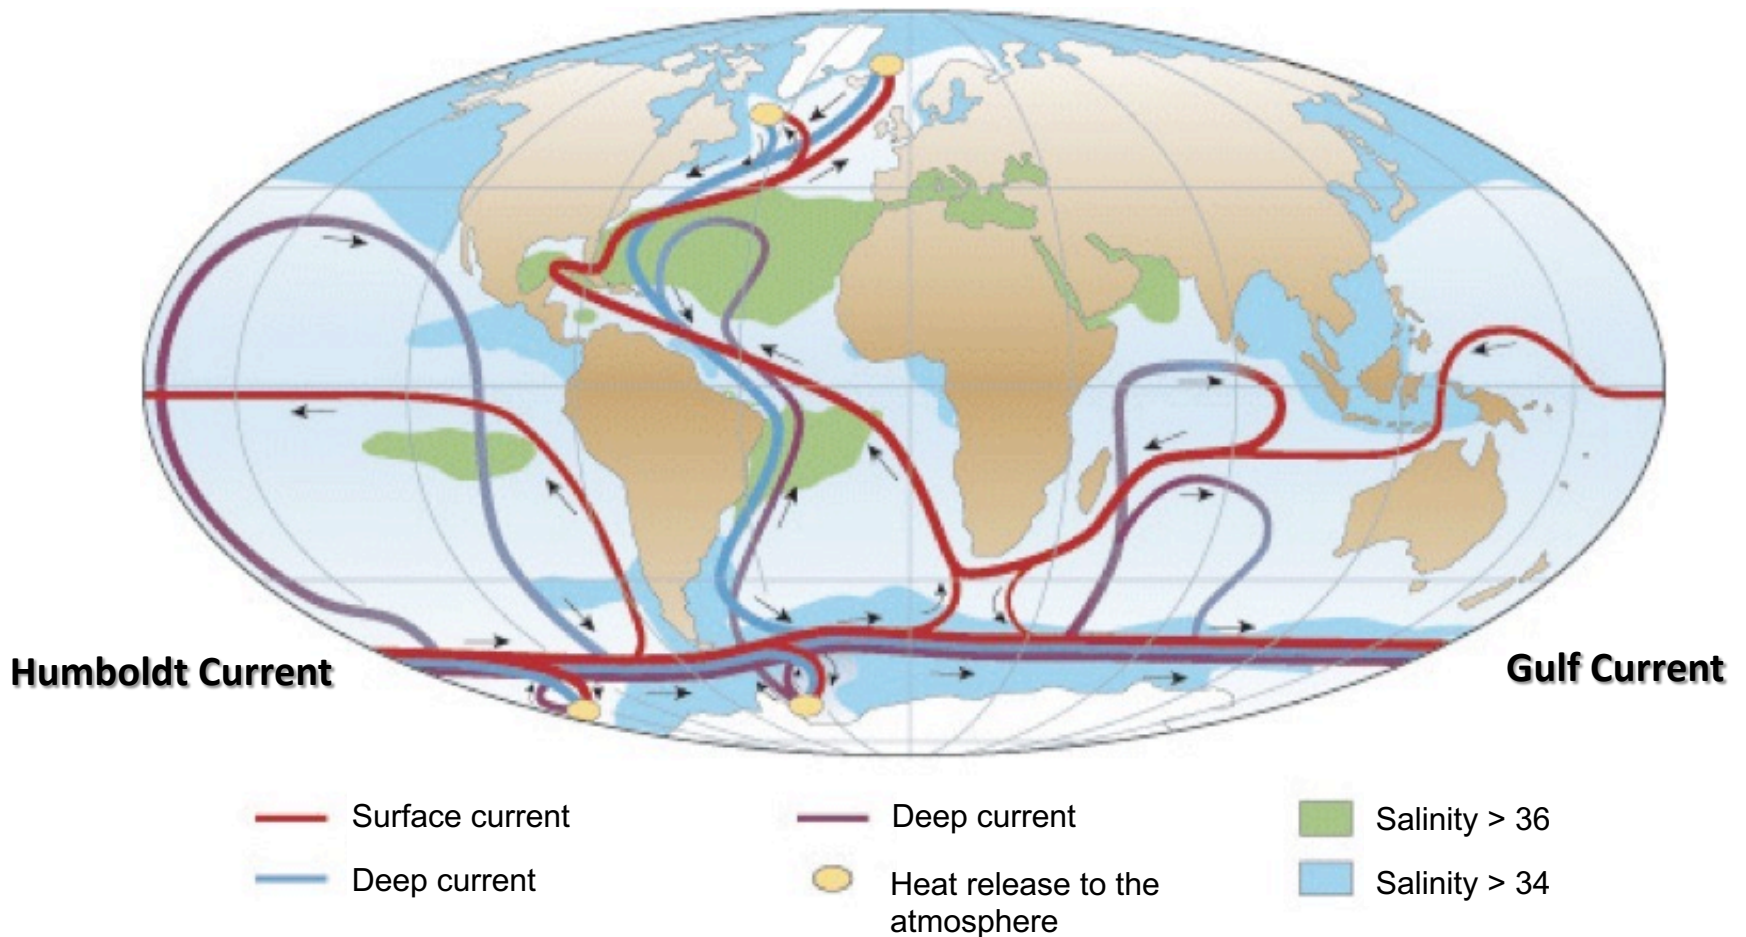 Humboldt Current
Gulf Current
Surface current
Deep current
Deep current
Heat release to the
atmosphere
Salinity > 36
Salinity > 34